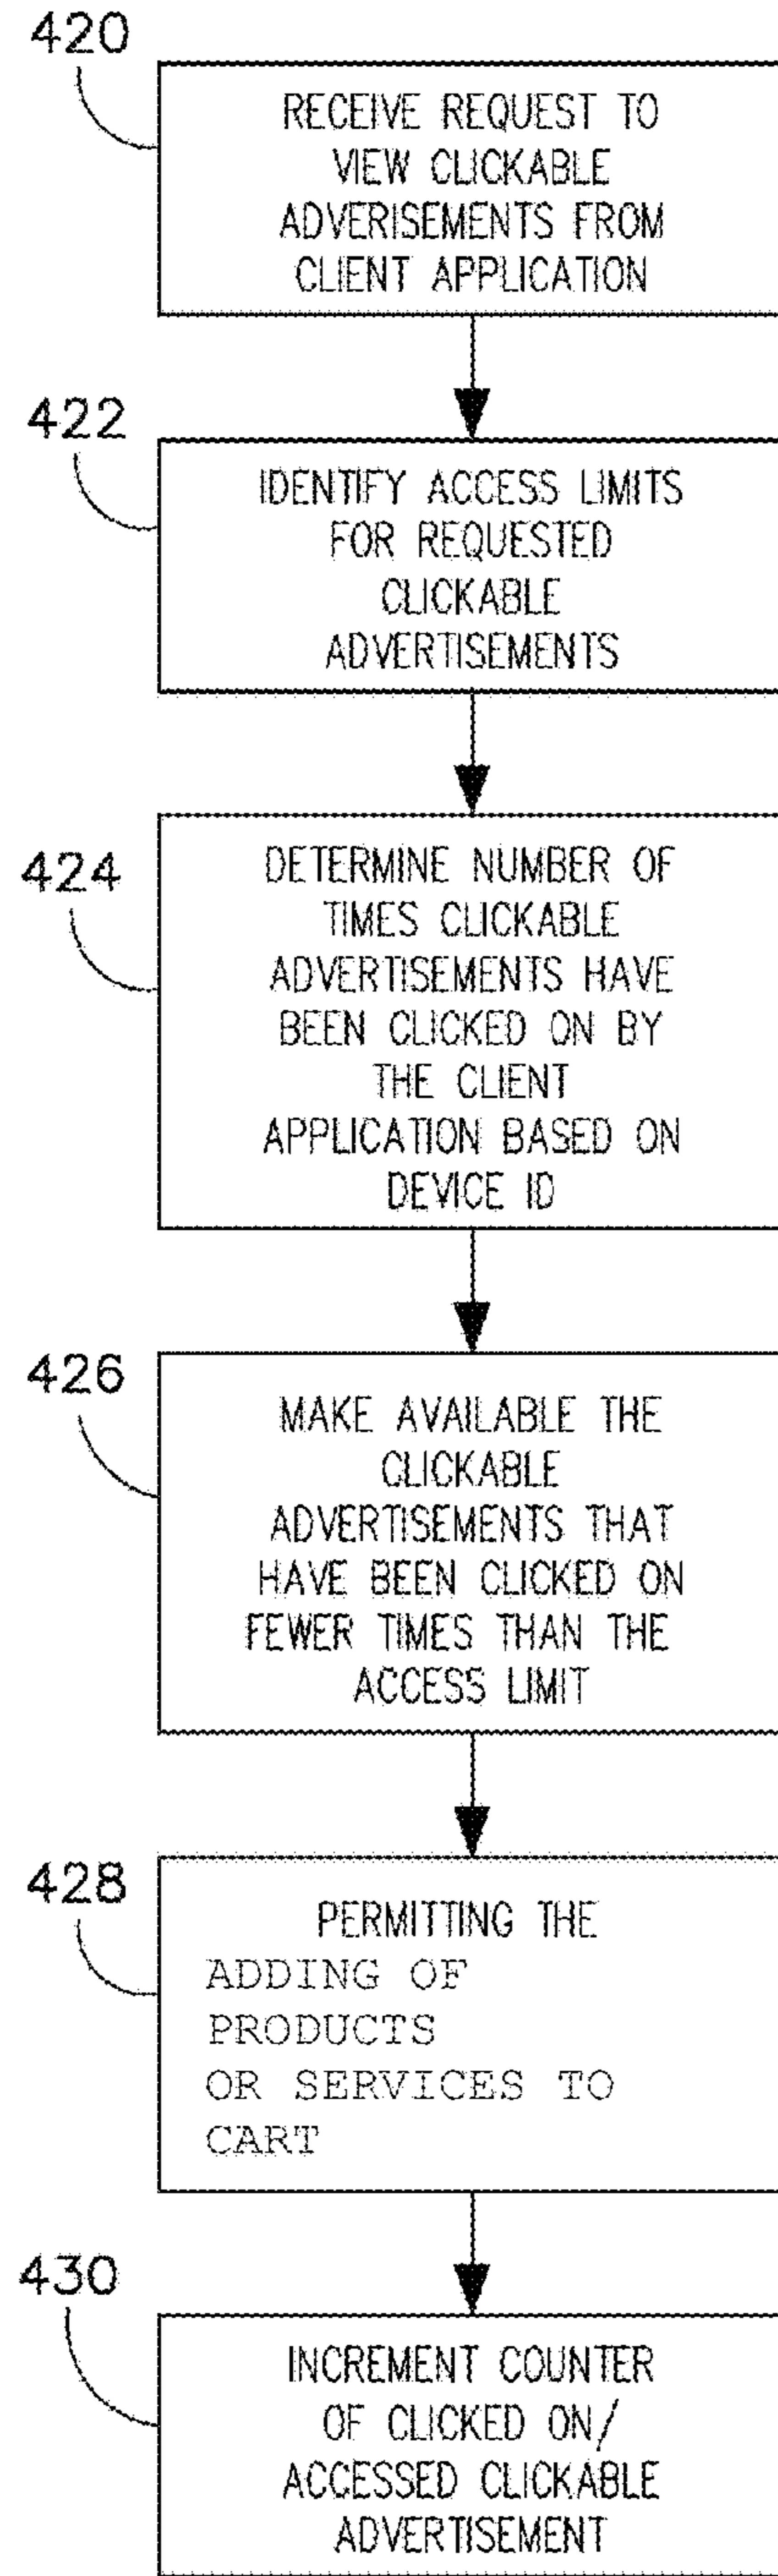 420
RECEIVE REQUEST TO
VIEW CLICKABLE
ADVERISEMENTS FROM
CLIENT APPLICATION
422
IDENTIFY ACCESS LIMITS
FOR REQUESTED
CLICKABLE
ADVERTISEMENTS
424
DETERMINE NUMBER OF
TIMES CLICKABLE
ADVERTISEMENTS HAVE
BEEN CLICKED ON BY
THE CLIENT
APPLICATION BASED ON
DEVICE ID
426
MAKE AVAILABLE THE
CLICKABLE
ADVERTISEMENTS THAT
HAVE BEEN CLICKED ON
FEWER TIMES THAN THE
ACCESS LIMIT
428
PERMITTING THE
ADDING OF
PRODUCTS
OR SERVICES TO
CART
430
INCREMENT COUNTER
OF CLICKED ON/
ACCESSED CLICKABLE
ADVERTISEMENT